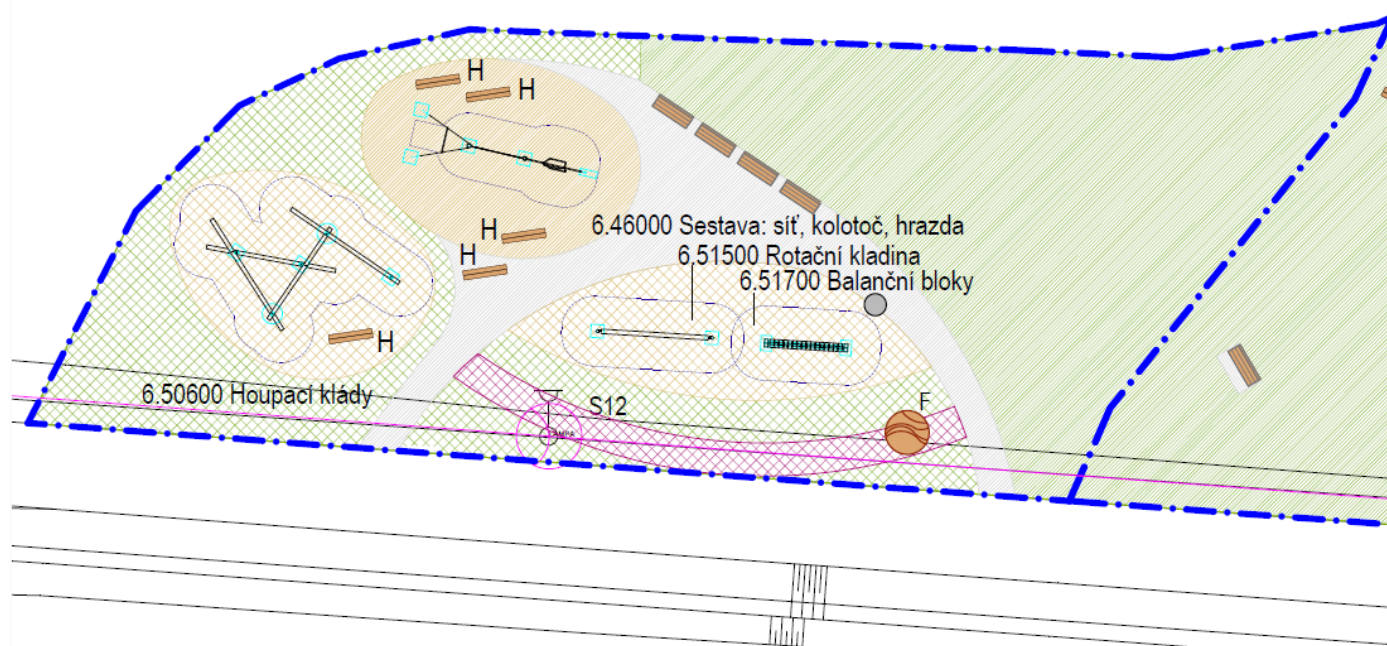 H
H
6.46000 Sestava: síť, kolotoč, hrazda
H
6.51500 Rotační kladina
H
6.51700 Balanční bloky
H
6.50600 Houpací klády
S12
F